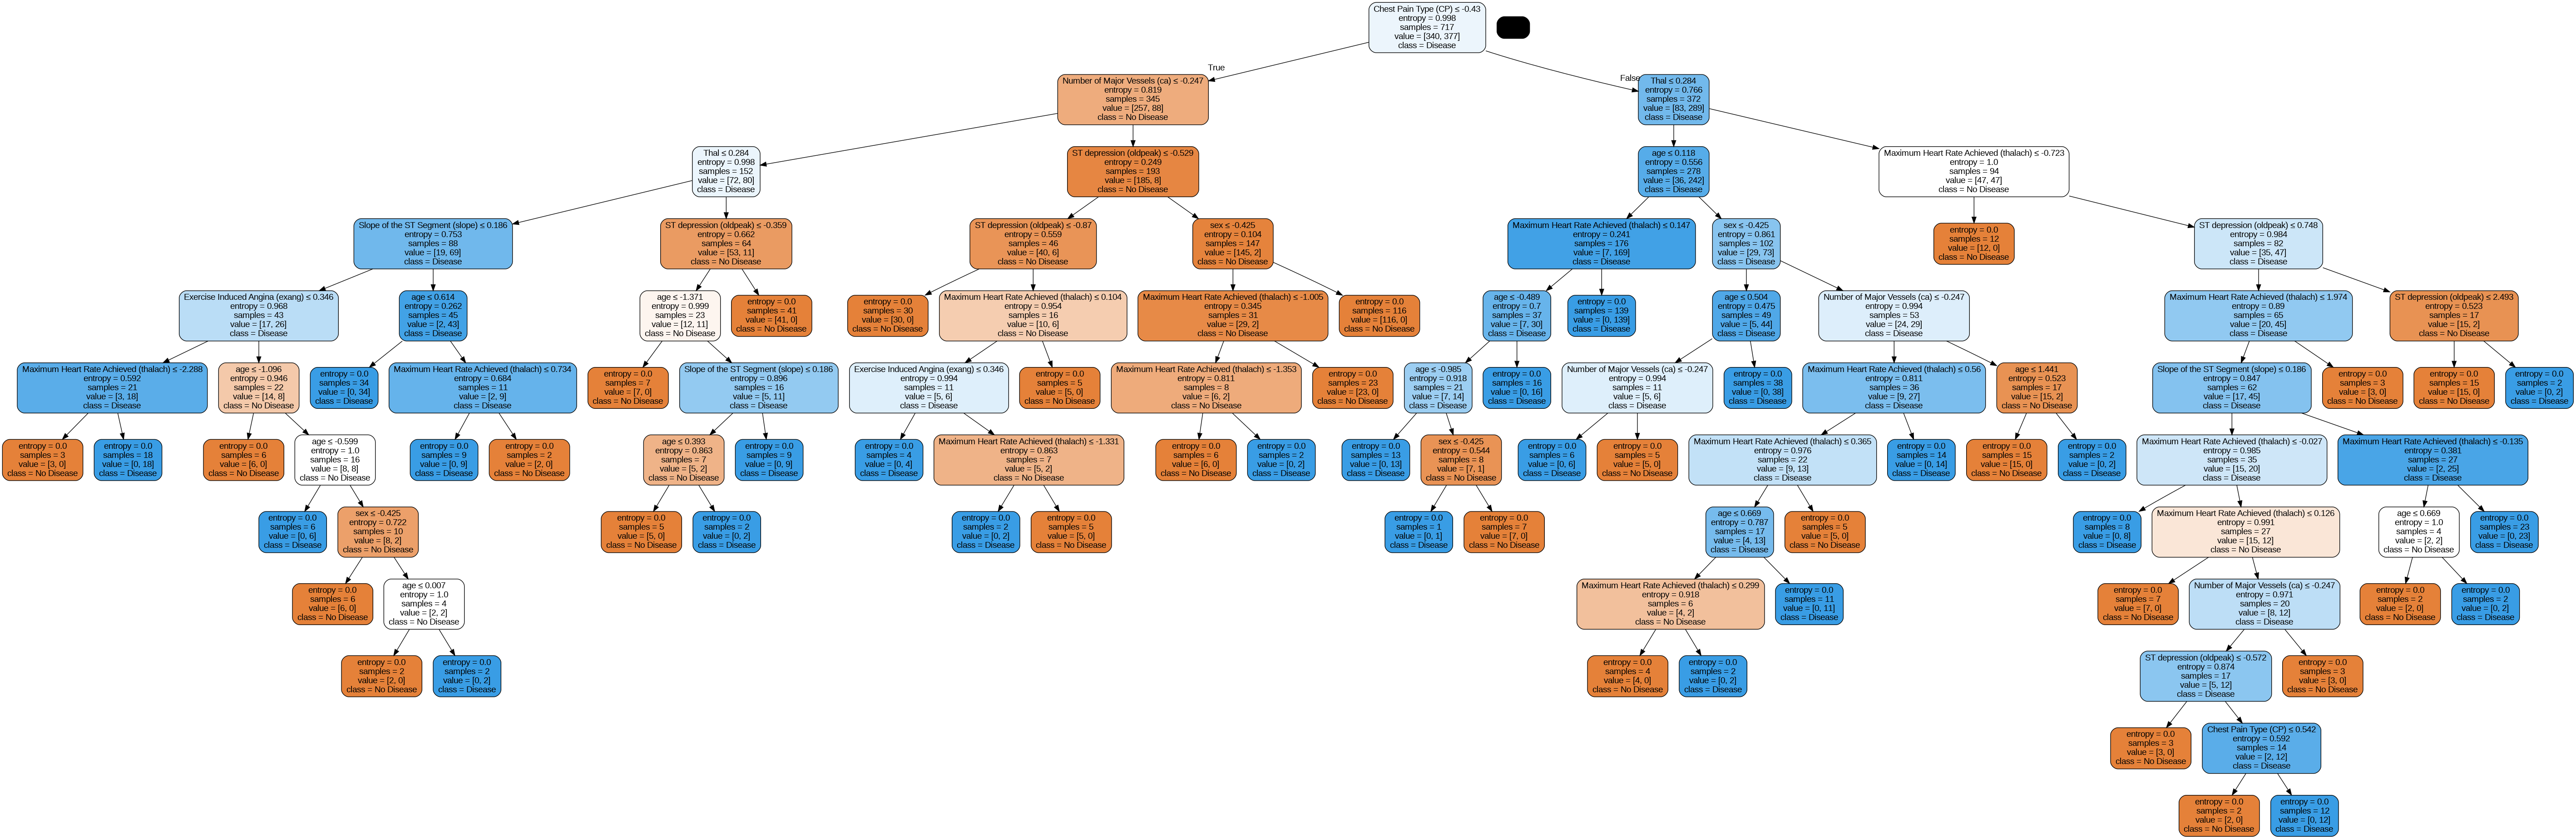 Chest Pain Type (CP) ≤ -0.43
entropy = 0.998
samples = 717
value = [340, 377]
class = Disease
True
False
Number of Major Vessels (ca) ≤ -0.247
entropy = 0.819
samples = 345
value = [257, 88]
class = No Disease
Thal ≤ 0.284
entropy = 0.766
samples = 372
value = [83, 289]
class = Disease
Thal ≤ 0.284
entropy = 0.998
samples = 152
value = [72, 80]
class = Disease
ST depression (oldpeak) ≤ -0.529
entropy = 0.249
samples = 193
value = [185, 8]
class = No Disease
age ≤ 0.118
entropy = 0.556
samples = 278
value = [36, 242]
class = Disease
Maximum Heart Rate Achieved (thalach) ≤ -0.723
entropy = 1.0
samples = 94
value = [47, 47]
class = No Disease
Slope of the ST Segment (slope) ≤ 0.186
entropy = 0.753
samples = 88
value = [19, 69]
class = Disease
ST depression (oldpeak) ≤ -0.359
entropy = 0.662
samples = 64
value = [53, 11]
class = No Disease
ST depression (oldpeak) ≤ -0.87
entropy = 0.559
samples = 46
value = [40, 6]
class = No Disease
sex ≤ -0.425
entropy = 0.104
samples = 147
value = [145, 2]
class = No Disease
Maximum Heart Rate Achieved (thalach) ≤ 0.147
entropy = 0.241
samples = 176
value = [7, 169]
class = Disease
sex ≤ -0.425
entropy = 0.861
samples = 102
value = [29, 73]
class = Disease
entropy = 0.0
samples = 12
value = [12, 0]
class = No Disease
ST depression (oldpeak) ≤ 0.748
entropy = 0.984
samples = 82
value = [35, 47]
class = Disease
Exercise Induced Angina (exang) ≤ 0.346
entropy = 0.968
samples = 43
value = [17, 26]
class = Disease
age ≤ 0.614
entropy = 0.262
samples = 45
value = [2, 43]
class = Disease
age ≤ -1.371
entropy = 0.999
samples = 23
value = [12, 11]
class = No Disease
entropy = 0.0
samples = 41
value = [41, 0]
class = No Disease
entropy = 0.0
samples = 30
value = [30, 0]
class = No Disease
Maximum Heart Rate Achieved (thalach) ≤ 0.104
entropy = 0.954
samples = 16
value = [10, 6]
class = No Disease
Maximum Heart Rate Achieved (thalach) ≤ -1.005
entropy = 0.345
samples = 31
value = [29, 2]
class = No Disease
entropy = 0.0
samples = 116
value = [116, 0]
class = No Disease
age ≤ -0.489
entropy = 0.7
samples = 37
value = [7, 30]
class = Disease
entropy = 0.0
samples = 139
value = [0, 139]
class = Disease
age ≤ 0.504
entropy = 0.475
samples = 49
value = [5, 44]
class = Disease
Number of Major Vessels (ca) ≤ -0.247
entropy = 0.994
samples = 53
value = [24, 29]
class = Disease
Maximum Heart Rate Achieved (thalach) ≤ 1.974
entropy = 0.89
samples = 65
value = [20, 45]
class = Disease
ST depression (oldpeak) ≤ 2.493
entropy = 0.523
samples = 17
value = [15, 2]
class = No Disease
Maximum Heart Rate Achieved (thalach) ≤ -2.288
entropy = 0.592
samples = 21
value = [3, 18]
class = Disease
age ≤ -1.096
entropy = 0.946
samples = 22
value = [14, 8]
class = No Disease
entropy = 0.0
samples = 34
value = [0, 34]
class = Disease
Maximum Heart Rate Achieved (thalach) ≤ 0.734
entropy = 0.684
samples = 11
value = [2, 9]
class = Disease
entropy = 0.0
samples = 7
value = [7, 0]
class = No Disease
Slope of the ST Segment (slope) ≤ 0.186
entropy = 0.896
samples = 16
value = [5, 11]
class = Disease
Exercise Induced Angina (exang) ≤ 0.346
entropy = 0.994
samples = 11
value = [5, 6]
class = Disease
entropy = 0.0
samples = 5
value = [5, 0]
class = No Disease
Maximum Heart Rate Achieved (thalach) ≤ -1.353
entropy = 0.811
samples = 8
value = [6, 2]
class = No Disease
entropy = 0.0
samples = 23
value = [23, 0]
class = No Disease
age ≤ -0.985
entropy = 0.918
samples = 21
value = [7, 14]
class = Disease
entropy = 0.0
samples = 16
value = [0, 16]
class = Disease
Number of Major Vessels (ca) ≤ -0.247
entropy = 0.994
samples = 11
value = [5, 6]
class = Disease
entropy = 0.0
samples = 38
value = [0, 38]
class = Disease
Maximum Heart Rate Achieved (thalach) ≤ 0.56
entropy = 0.811
samples = 36
value = [9, 27]
class = Disease
age ≤ 1.441
entropy = 0.523
samples = 17
value = [15, 2]
class = No Disease
Slope of the ST Segment (slope) ≤ 0.186
entropy = 0.847
samples = 62
value = [17, 45]
class = Disease
entropy = 0.0
samples = 3
value = [3, 0]
class = No Disease
entropy = 0.0
samples = 15
value = [15, 0]
class = No Disease
entropy = 0.0
samples = 2
value = [0, 2]
class = Disease
entropy = 0.0
samples = 3
value = [3, 0]
class = No Disease
entropy = 0.0
samples = 18
value = [0, 18]
class = Disease
entropy = 0.0
samples = 6
value = [6, 0]
class = No Disease
age ≤ -0.599
entropy = 1.0
samples = 16
value = [8, 8]
class = No Disease
entropy = 0.0
samples = 9
value = [0, 9]
class = Disease
entropy = 0.0
samples = 2
value = [2, 0]
class = No Disease
age ≤ 0.393
entropy = 0.863
samples = 7
value = [5, 2]
class = No Disease
entropy = 0.0
samples = 9
value = [0, 9]
class = Disease
entropy = 0.0
samples = 4
value = [0, 4]
class = Disease
Maximum Heart Rate Achieved (thalach) ≤ -1.331
entropy = 0.863
samples = 7
value = [5, 2]
class = No Disease
entropy = 0.0
samples = 6
value = [6, 0]
class = No Disease
entropy = 0.0
samples = 2
value = [0, 2]
class = Disease
entropy = 0.0
samples = 13
value = [0, 13]
class = Disease
sex ≤ -0.425
entropy = 0.544
samples = 8
value = [7, 1]
class = No Disease
entropy = 0.0
samples = 6
value = [0, 6]
class = Disease
entropy = 0.0
samples = 5
value = [5, 0]
class = No Disease
Maximum Heart Rate Achieved (thalach) ≤ 0.365
entropy = 0.976
samples = 22
value = [9, 13]
class = Disease
entropy = 0.0
samples = 14
value = [0, 14]
class = Disease
entropy = 0.0
samples = 15
value = [15, 0]
class = No Disease
entropy = 0.0
samples = 2
value = [0, 2]
class = Disease
Maximum Heart Rate Achieved (thalach) ≤ -0.027
entropy = 0.985
samples = 35
value = [15, 20]
class = Disease
Maximum Heart Rate Achieved (thalach) ≤ -0.135
entropy = 0.381
samples = 27
value = [2, 25]
class = Disease
entropy = 0.0
samples = 6
value = [0, 6]
class = Disease
sex ≤ -0.425
entropy = 0.722
samples = 10
value = [8, 2]
class = No Disease
entropy = 0.0
samples = 5
value = [5, 0]
class = No Disease
entropy = 0.0
samples = 2
value = [0, 2]
class = Disease
entropy = 0.0
samples = 2
value = [0, 2]
class = Disease
entropy = 0.0
samples = 5
value = [5, 0]
class = No Disease
entropy = 0.0
samples = 1
value = [0, 1]
class = Disease
entropy = 0.0
samples = 7
value = [7, 0]
class = No Disease
age ≤ 0.669
entropy = 0.787
samples = 17
value = [4, 13]
class = Disease
entropy = 0.0
samples = 5
value = [5, 0]
class = No Disease
entropy = 0.0
samples = 8
value = [0, 8]
class = Disease
Maximum Heart Rate Achieved (thalach) ≤ 0.126
entropy = 0.991
samples = 27
value = [15, 12]
class = No Disease
age ≤ 0.669
entropy = 1.0
samples = 4
value = [2, 2]
class = No Disease
entropy = 0.0
samples = 23
value = [0, 23]
class = Disease
entropy = 0.0
samples = 6
value = [6, 0]
class = No Disease
age ≤ 0.007
entropy = 1.0
samples = 4
value = [2, 2]
class = No Disease
Maximum Heart Rate Achieved (thalach) ≤ 0.299
entropy = 0.918
samples = 6
value = [4, 2]
class = No Disease
entropy = 0.0
samples = 11
value = [0, 11]
class = Disease
entropy = 0.0
samples = 7
value = [7, 0]
class = No Disease
Number of Major Vessels (ca) ≤ -0.247
entropy = 0.971
samples = 20
value = [8, 12]
class = Disease
entropy = 0.0
samples = 2
value = [2, 0]
class = No Disease
entropy = 0.0
samples = 2
value = [0, 2]
class = Disease
entropy = 0.0
samples = 2
value = [2, 0]
class = No Disease
entropy = 0.0
samples = 2
value = [0, 2]
class = Disease
entropy = 0.0
samples = 4
value = [4, 0]
class = No Disease
entropy = 0.0
samples = 2
value = [0, 2]
class = Disease
ST depression (oldpeak) ≤ -0.572
entropy = 0.874
samples = 17
value = [5, 12]
class = Disease
entropy = 0.0
samples = 3
value = [3, 0]
class = No Disease
entropy = 0.0
samples = 3
value = [3, 0]
class = No Disease
Chest Pain Type (CP) ≤ 0.542
entropy = 0.592
samples = 14
value = [2, 12]
class = Disease
entropy = 0.0
samples = 2
value = [2, 0]
class = No Disease
entropy = 0.0
samples = 12
value = [0, 12]
class = Disease